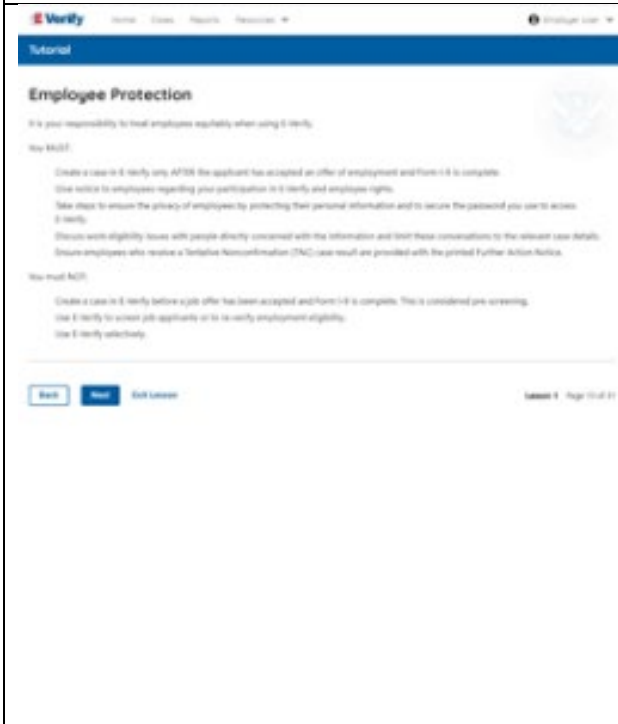 E-Verify
Home Cases Reports Resources
Employer User
Tutorial
Employee Protection
It is your responsibility to treat employees equitably when using E-Verify.
You MUST:
Create a case in E-Verify only AFTER the applicant has accepted an offer of employment and Form I-9 is complete.
Give notice to employees regarding your participation in E-Verify and employee rights.
Take steps to ensure the privacy of employees by protecting their personal information and to secure the password you use to access
E-Verify.
Discuss work eligibility issues with people directly concerned with the information and limit these conversations to the relevant case details.
Ensure employees who receive a Tentative Nonconfirmation (TNC) case result are provided with the printed Further Action Notice.
You must NOT:
Create a case in E-Verify before a job offer has been accepted and Form I-9 is complete. This is considered pre-screening.
Use E-Verify to screen job applicants or to re-verify employment eligibility.
Use E-Verify selectively.
Back Next Exit Lesson
Lesson 1 Page of